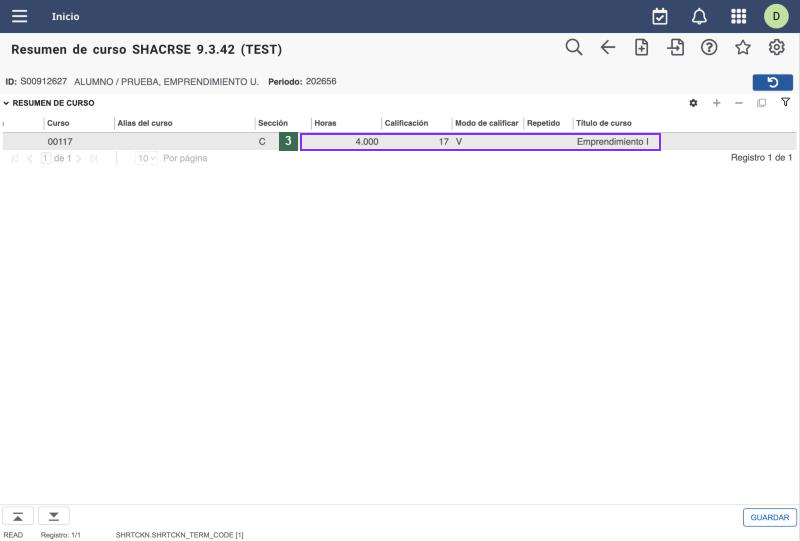 Inicio
D
Resumen de curso SHACRSE 9.3.42 (TEST)
ID: S00912627 ALUMNO / PRUEBA, EMPRENDIMIENTO U. Periodo: 202656
RESUMEN DE CURSO
Curso Alias del curso Sección Horas Calificación Modo de calificar Repetido Título de curso
00117 C 3 4.000 17 V Emprendimiento I
1 de 1 10 Por página Registro 1 de 1
GUARDAR
READ Registro: 1/1 SHRTCKN.SHRTCKN_TERM_CODE [1]